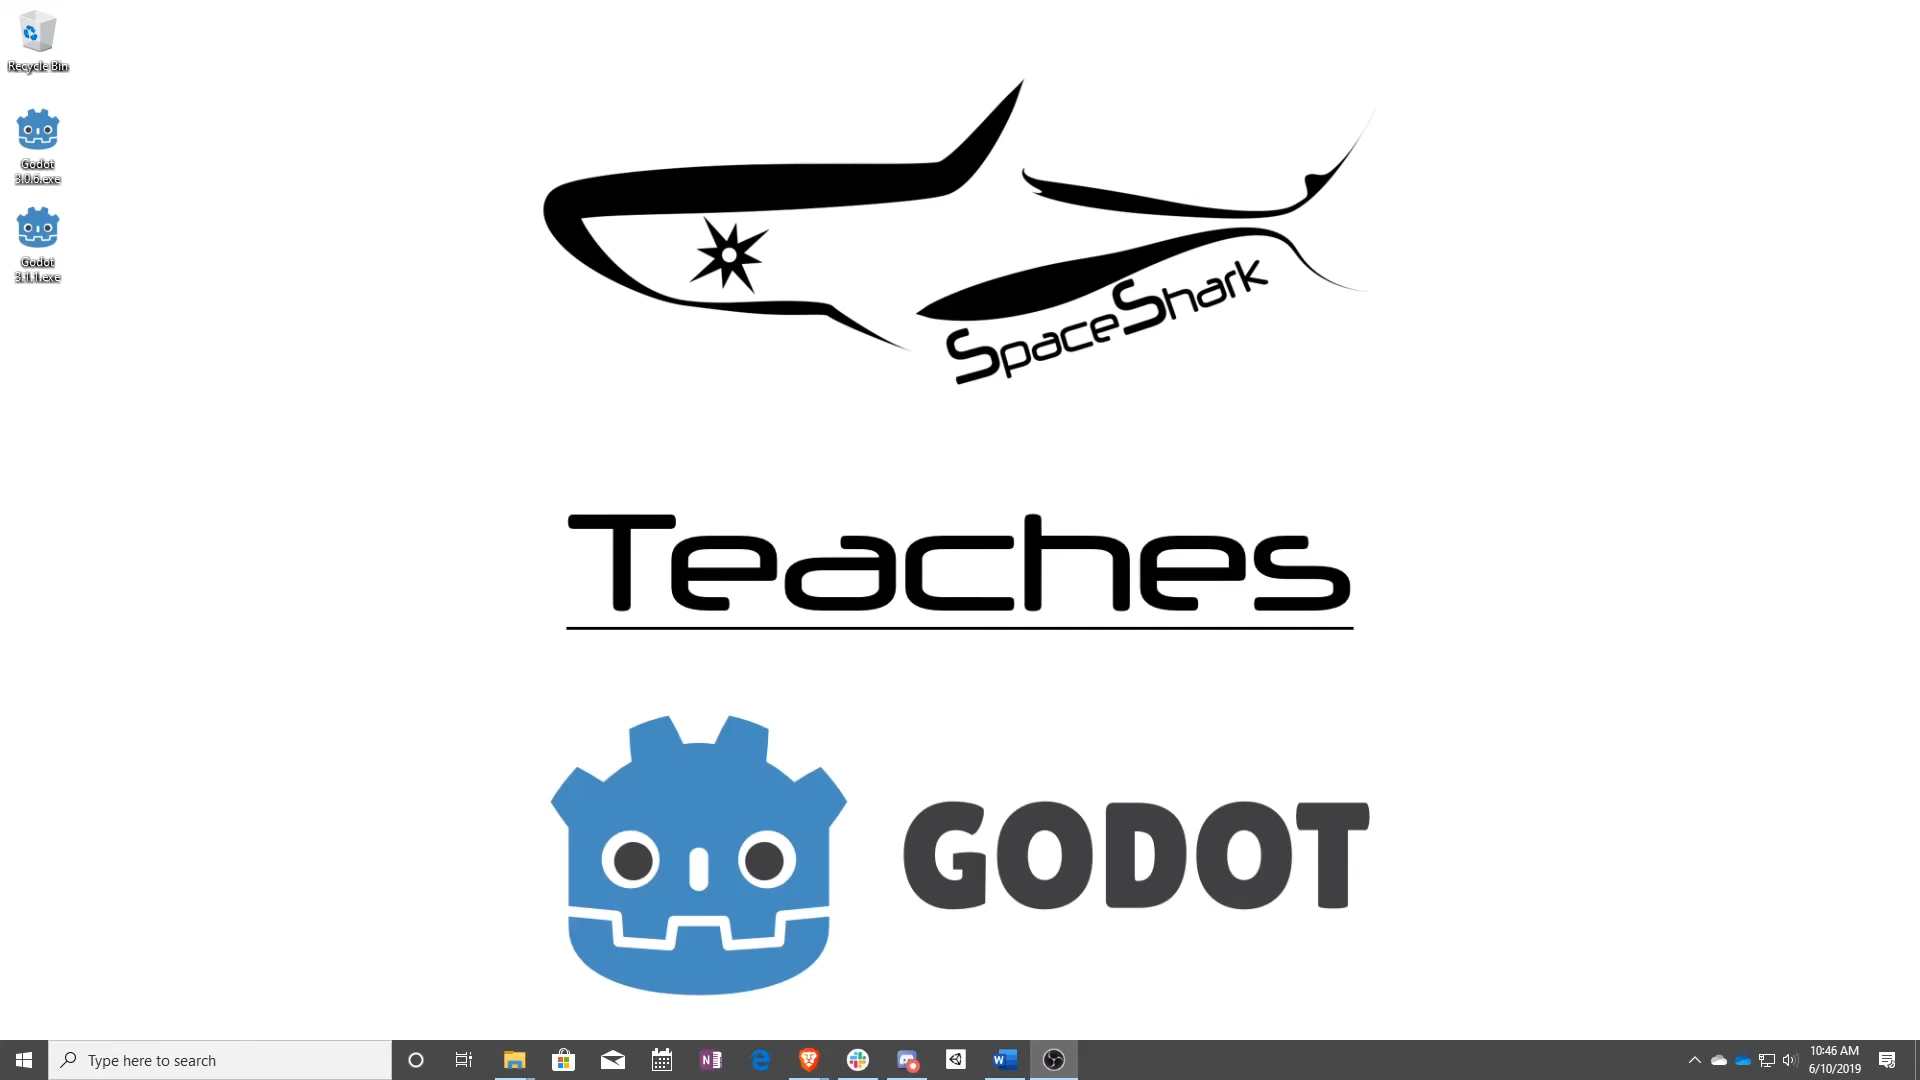 Recycle Bin
Godot
3.0.6.exe
Godot
3.1.1.exe
SpaceShark
Teaches
GODOT
Type here to search
10:46 AM
6/10/2019